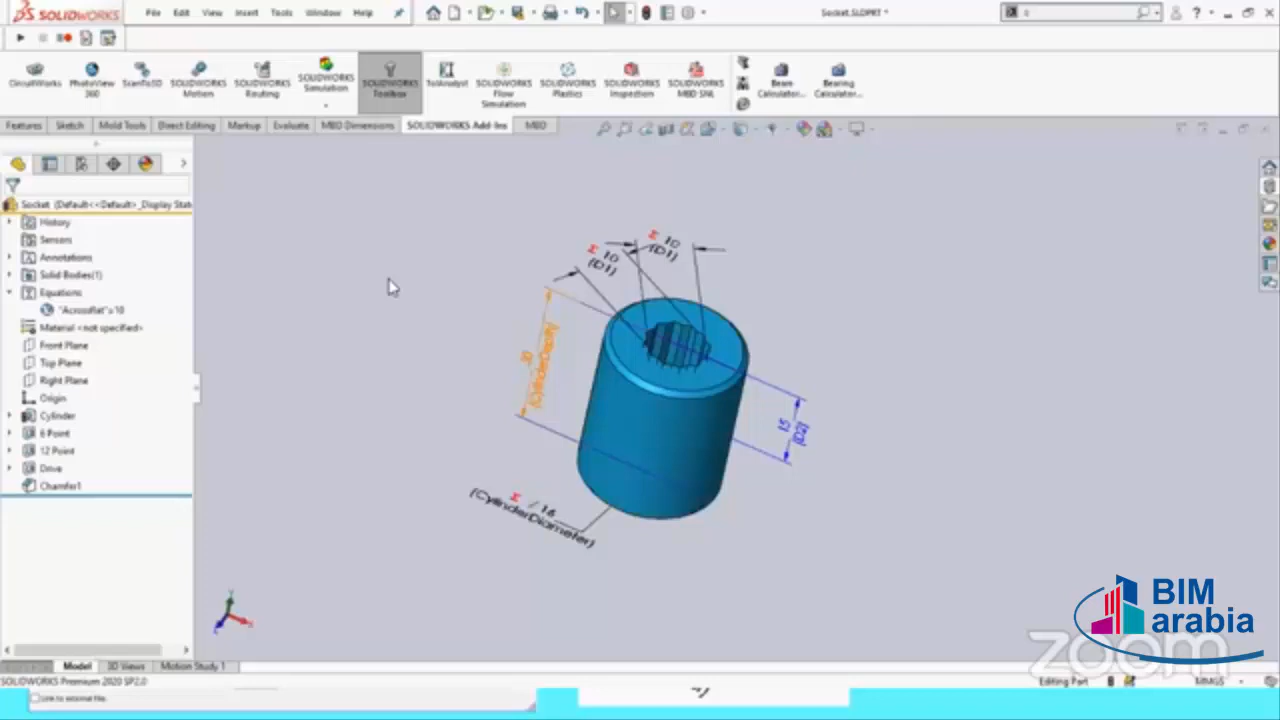 SOLIDWORKS File Edit View Insert Tools Window Help Socket.SLDPRT *
CircuitWorks PhotoView 360 ScanTo3D SOLIDWORKS Motion SOLIDWORKS Routing SOLIDWORKS Simulation SOLIDWORKS Toolbox TolAnalyst SOLIDWORKS Flow Simulation SOLIDWORKS Plastics SOLIDWORKS Inspection SOLIDWORKS MBD SNL Beam Calculator... Bearing Calculator...
Features Sketch Mold Tools Direct Editing Markup Evaluate MBD Dimensions SOLIDWORKS Add-Ins MBD
Socket (Default<<Default>_Display Stat
History
Sensors
Annotations
Solid Bodies(1)
Equations
"AcrossFlat"=10
Material <not specified>
Front Plane
Top Plane
Right Plane
Origin
Cylinder
6 Point
12 Point
Drive
Chamfer1
Σ 10
(D1)
Σ 10
(D1)
30
(CylinderDepth)
15
(D2)
Σ / 16
(CylinderDiameter)
BIM
arabia
zoom
Model 3D Views Motion Study 1
SOLIDWORKS Premium 2020 SP2.0 Editing Part MMGS
Link to external file